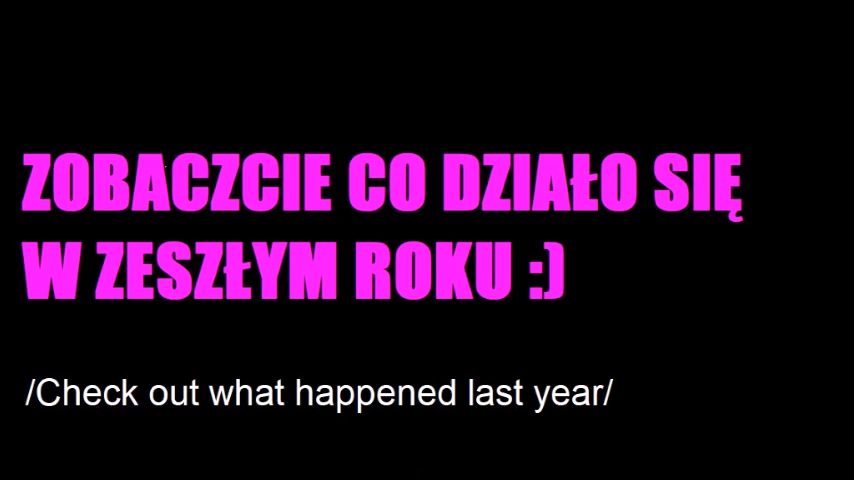 ZOBACZCIE CO DZIAŁO SIĘ
W ZESZŁYM ROKU :)
/Check out what happened last year/